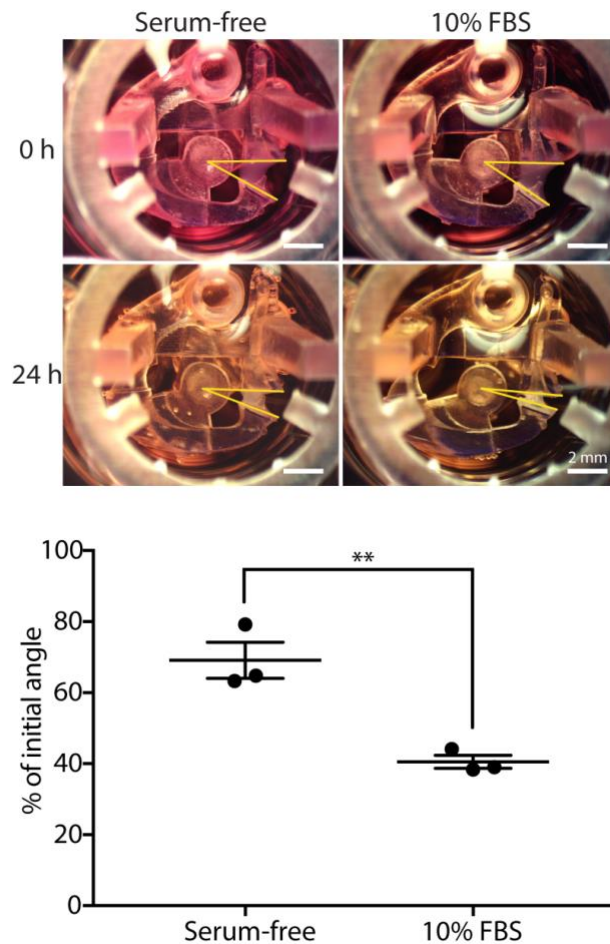 Serum-free 10% FBS
0 h
24 h
2 mm
**
100
80
60
40
20
0
% of initial angle
Serum-free 10% FBS